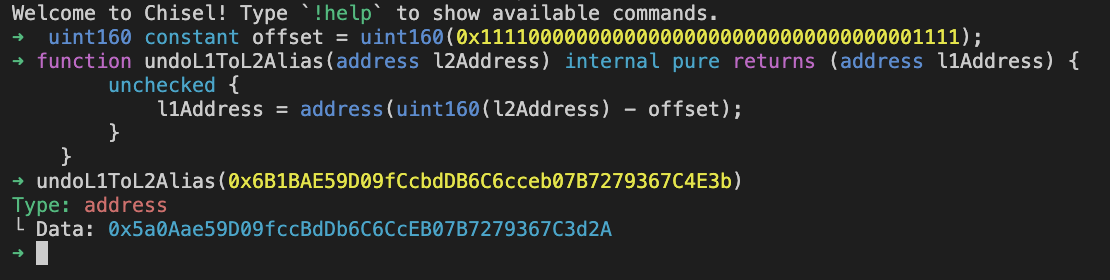 Welcome to Chisel! Type `!help` to show available commands.
➜ uint160 constant offset = uint160(0x1111000000000000000000000000000000001111);
➜ function undoL1ToL2Alias(address l2Address) internal pure returns (address l1Address) {
unchecked {
l1Address = address(uint160(l2Address) - offset);
}
}
➜ undoL1ToL2Alias(0x6B1BAE59D09fCcbdDB6C6cceb07B7279367C4E3b)
Type: address
└ Data: 0x5a0Aae59D09fccBdDb6C6CcEB07B7279367C3d2A
➜